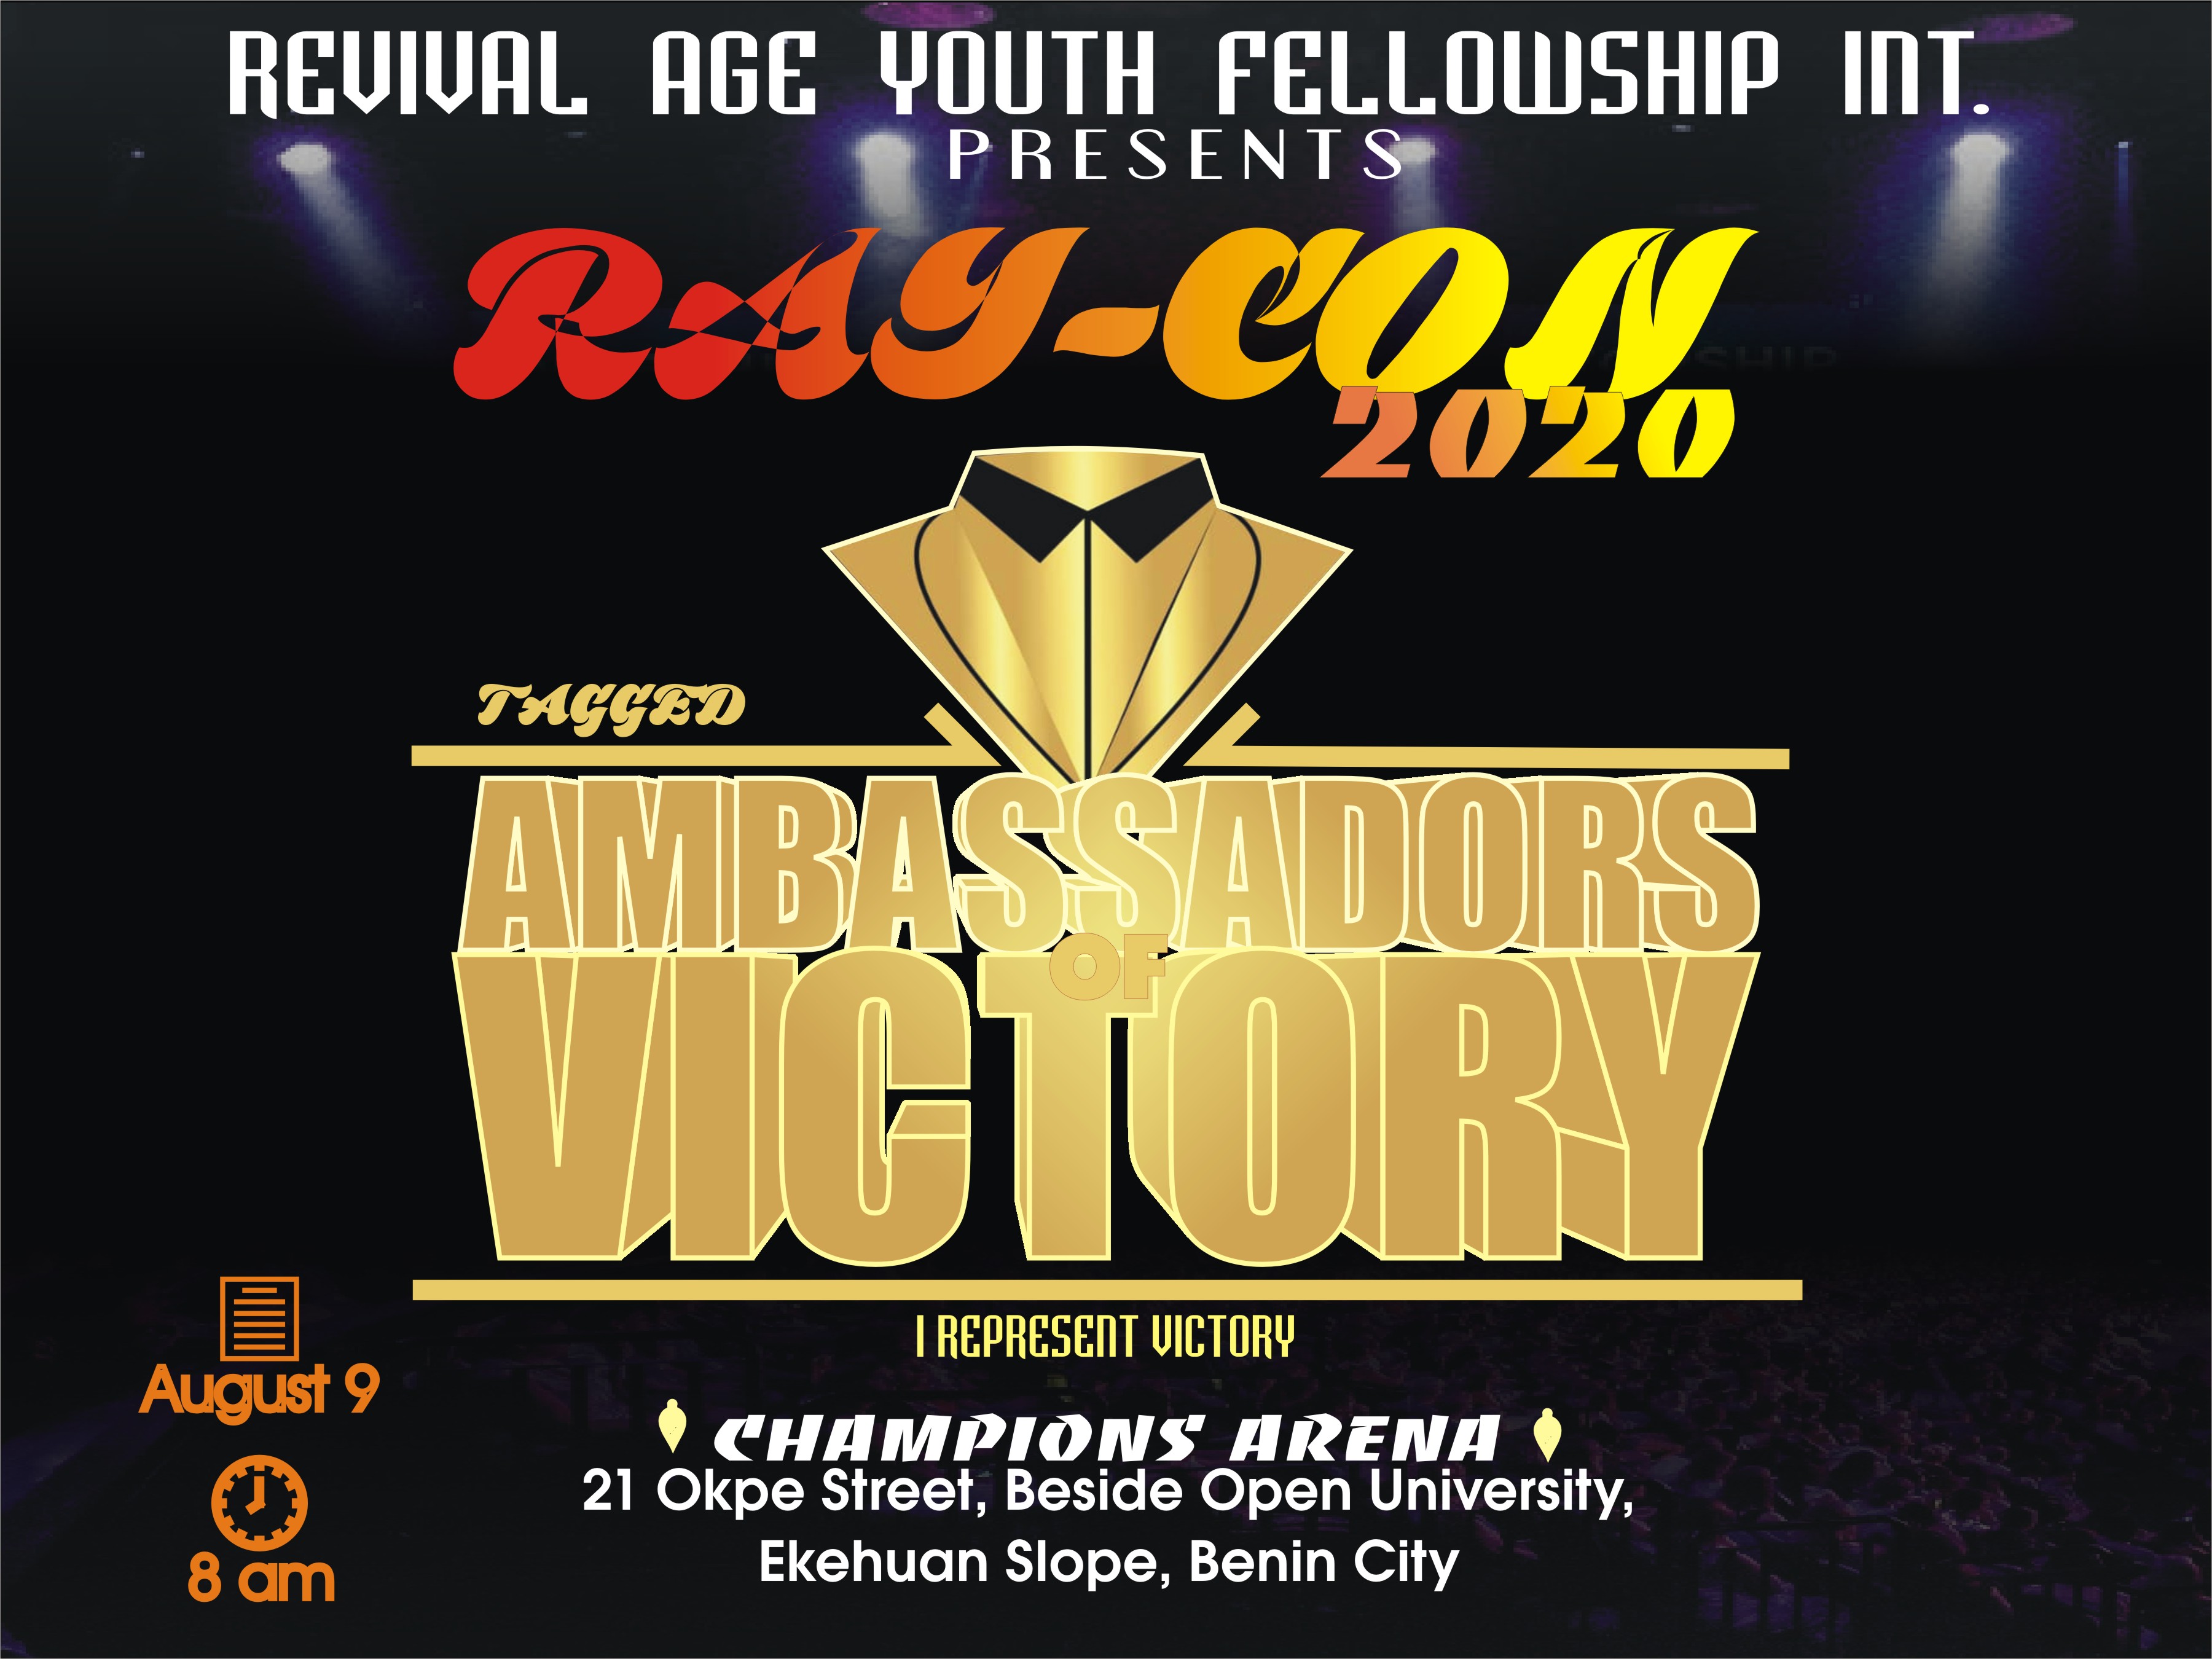 REVIVAL AGE YOUTH FELLOWSHIP INT.
PRESENTS
RAY-CON
2020
TAGGED
AMBASSADORS
OF
VICTORY
I REPRESENT VICTORY
CHAMPIONS ARENA
21 Okpe Street, Beside Open University,
Ekehuan Slope, Benin City
August 9
8 am